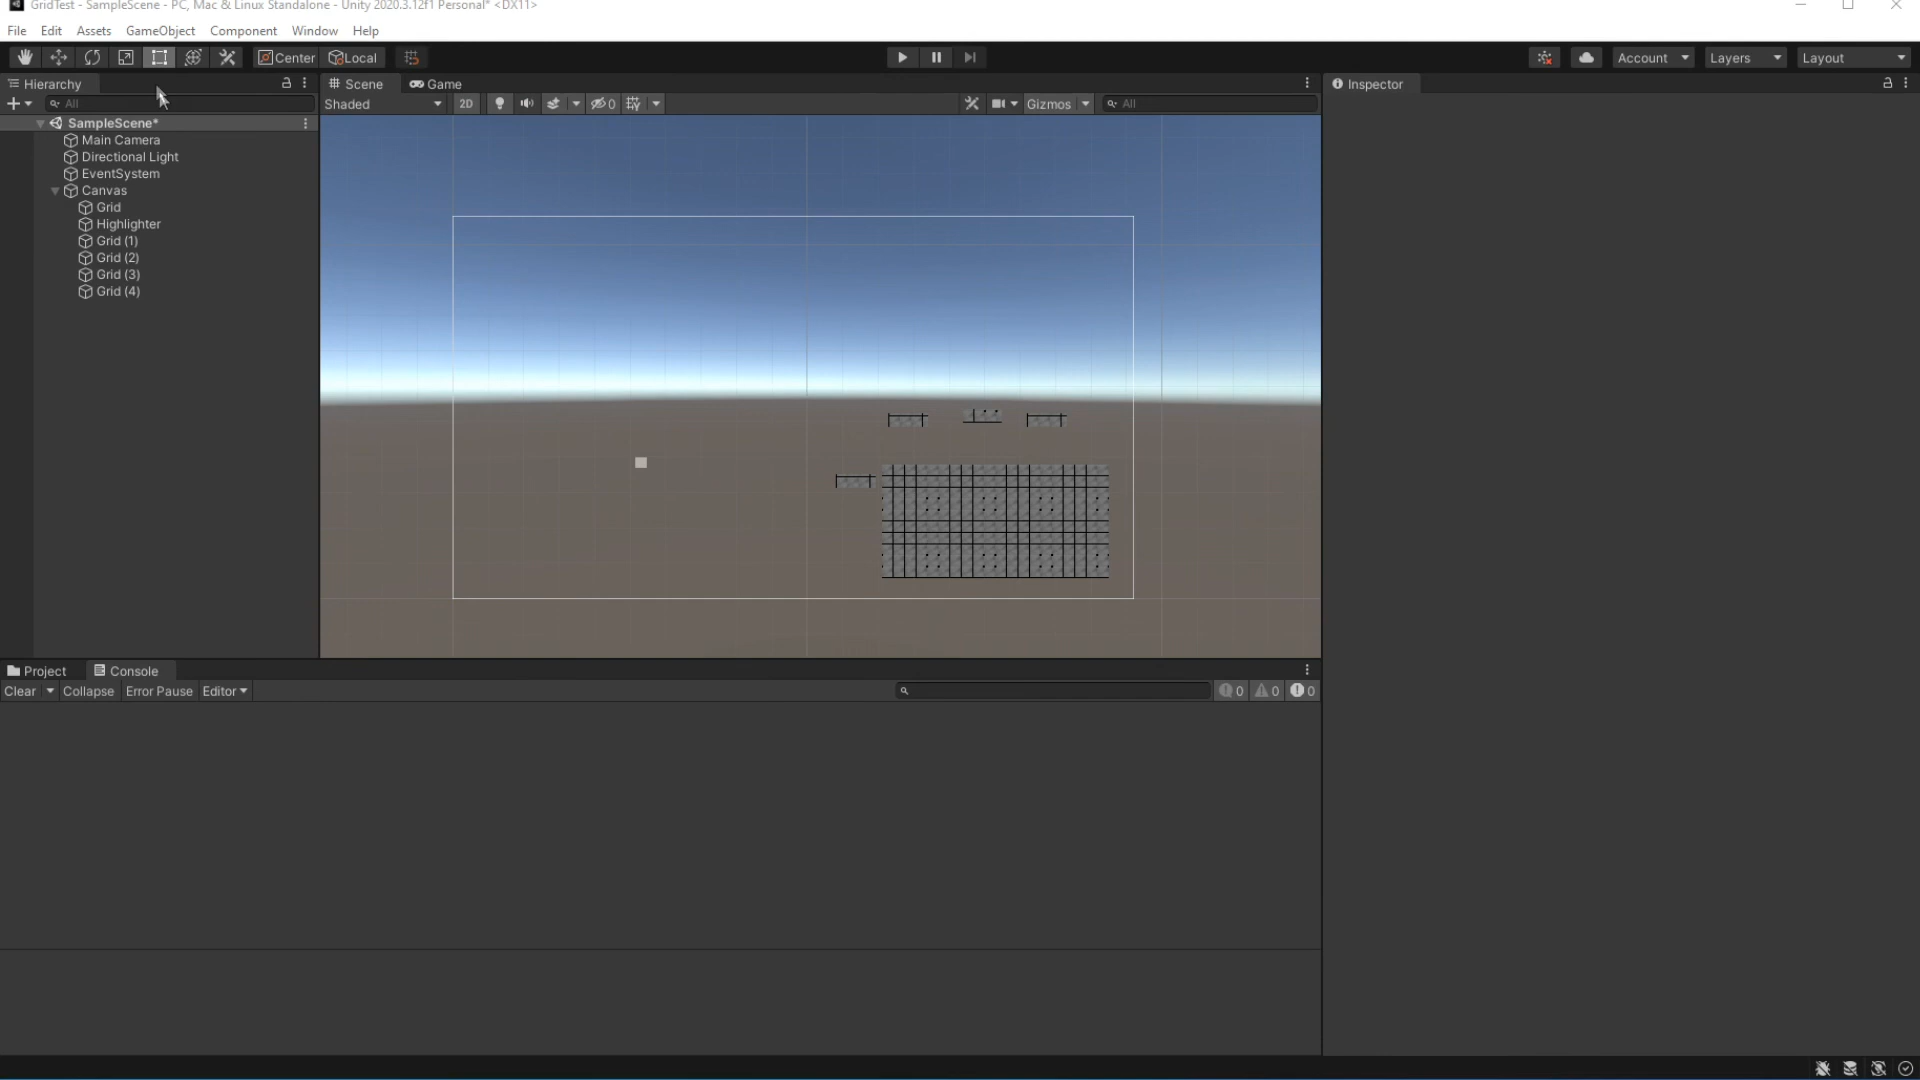 GridTest - SampleScene - PC, Mac & Linux Standalone - Unity 2020.3.12f1 Personal* <DX11>
File Edit Assets GameObject Component Window Help
Center Local Account Layers Layout
Hierarchy Scene Game Inspector
All Shaded 2D 0 Gizmos All
SampleScene*
Main Camera
Directional Light
EventSystem
Canvas
Grid
Highlighter
Grid (1)
Grid (2)
Grid (3)
Grid (4)
Project Console
Clear Collapse Error Pause Editor 0 0 0